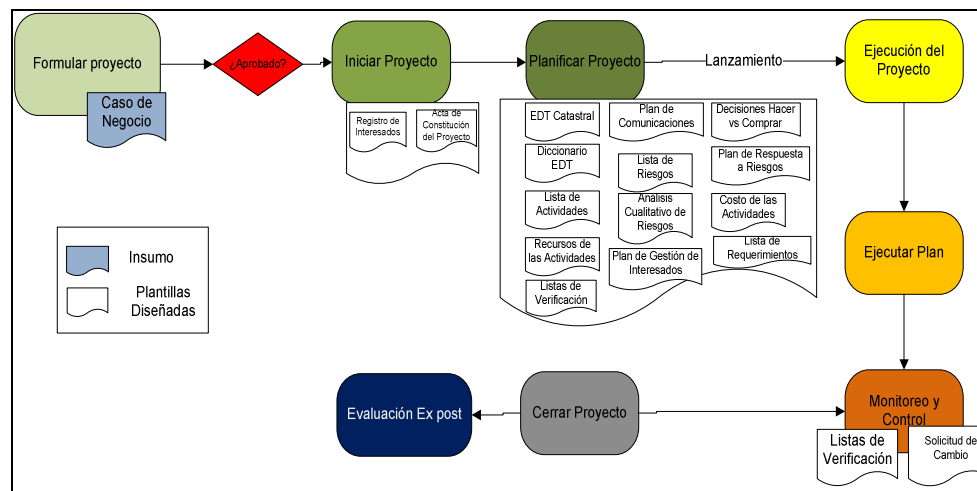 Formular proyecto
Caso de
Negocio
¿Aprobado?
Iniciar Proyecto
Registro de
Interesados
Acta de
Constitución
del Proyecto
Planificar Proyecto
Lanzamiento
Ejecución del
Proyecto
EDT Catastral
Plan de
Comunicaciones
Decisiones Hacer
vs Comprar
Diccionario
EDT
Lista de
Riesgos
Plan de Respuesta
a Riesgos
Lista de
Actividades
Análisis
Cualitativo de
Riesgos
Costo de las
Actividades
Recursos de
las Actividades
Plan de Gestión de
Interesados
Lista de
Requerimientos
Listas de
Verificación
Insumo
Plantillas
Diseñadas
Ejecutar Plan
Evaluación Ex post
Cerrar Proyecto
Monitoreo y
Control
Listas de
Verificación
Solicitud de
Cambio